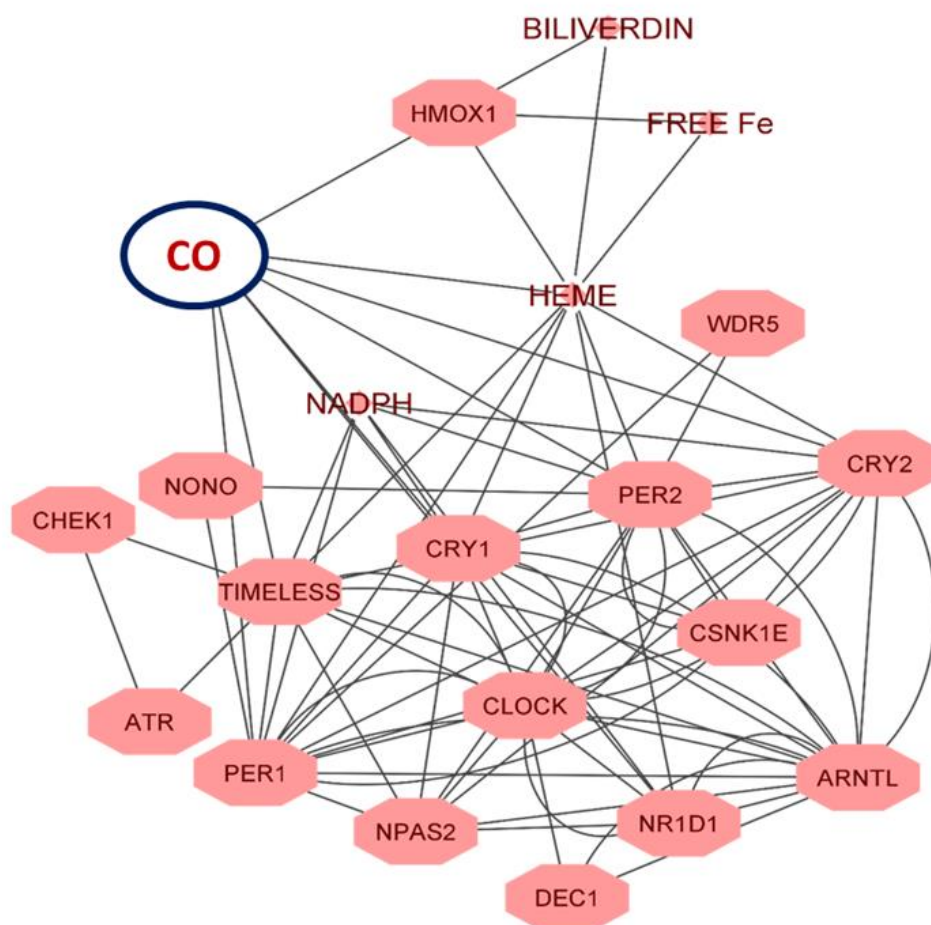 BILIVERDIN
HMOX1
FREE Fe
CO
HEME
WDR5
NADPH
CRY2
NONO
PER2
CHEK1
CRY1
TIMELESS
CSNK1E
CLOCK
ATR
PER1
ARNTL
NPAS2
NR1D1
DEC1